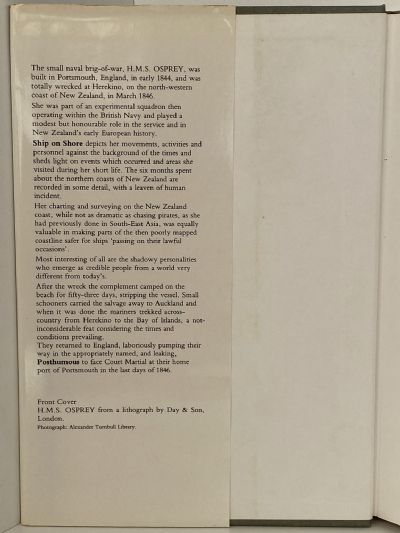 The small naval brig-of-war, H.M.S. OSPREY, was
built in Portsmouth, England, in early 1844, and was
totally wrecked at Herekino, on the north-western
coast of New Zealand, in March 1846.
She was part of an experimental squadron then
operating within the British Navy and played a
modest but honourable role in the service and in
New Zealand's early European history.
Ship on Shore depicts her movements, activities and
personnel against the background of the times and
sheds light on events which occurred and areas she
visited during her short life. The six months spent
about the northern coasts of New Zealand are
recorded in some detail, with a leaven of human
incident.
Her charting and surveying on the New Zealand
coast, while not as dramatic as chasing pirates, as she
had previously done in South-East Asia, was equally
valuable in making parts of the then poorly mapped
coastline safer for ships 'passing on their lawful
occasions'.
Most interesting of all are the shadowy personalities
who emerge as credible people from a world very
different from today's.
After the wreck the complement camped on the
beach for fifty-three days, stripping the vessel. Small
schooners carried the salvage away to Auckland and
when it was done the mariners trekked across-
country from Herekino to the Bay of Islands, a not-
inconsiderable feat considering the times and
conditions prevailing.
They returned to England, laboriously pumping their
way in the appropriately named, and leaking,
Posthumous to face Court Martial at their home
port of Portsmouth in the last days of 1846.
Front Cover
H.M.S. OSPREY from a lithograph by Day & Son,
London.
Photograph: Alexander Turnbull Library.